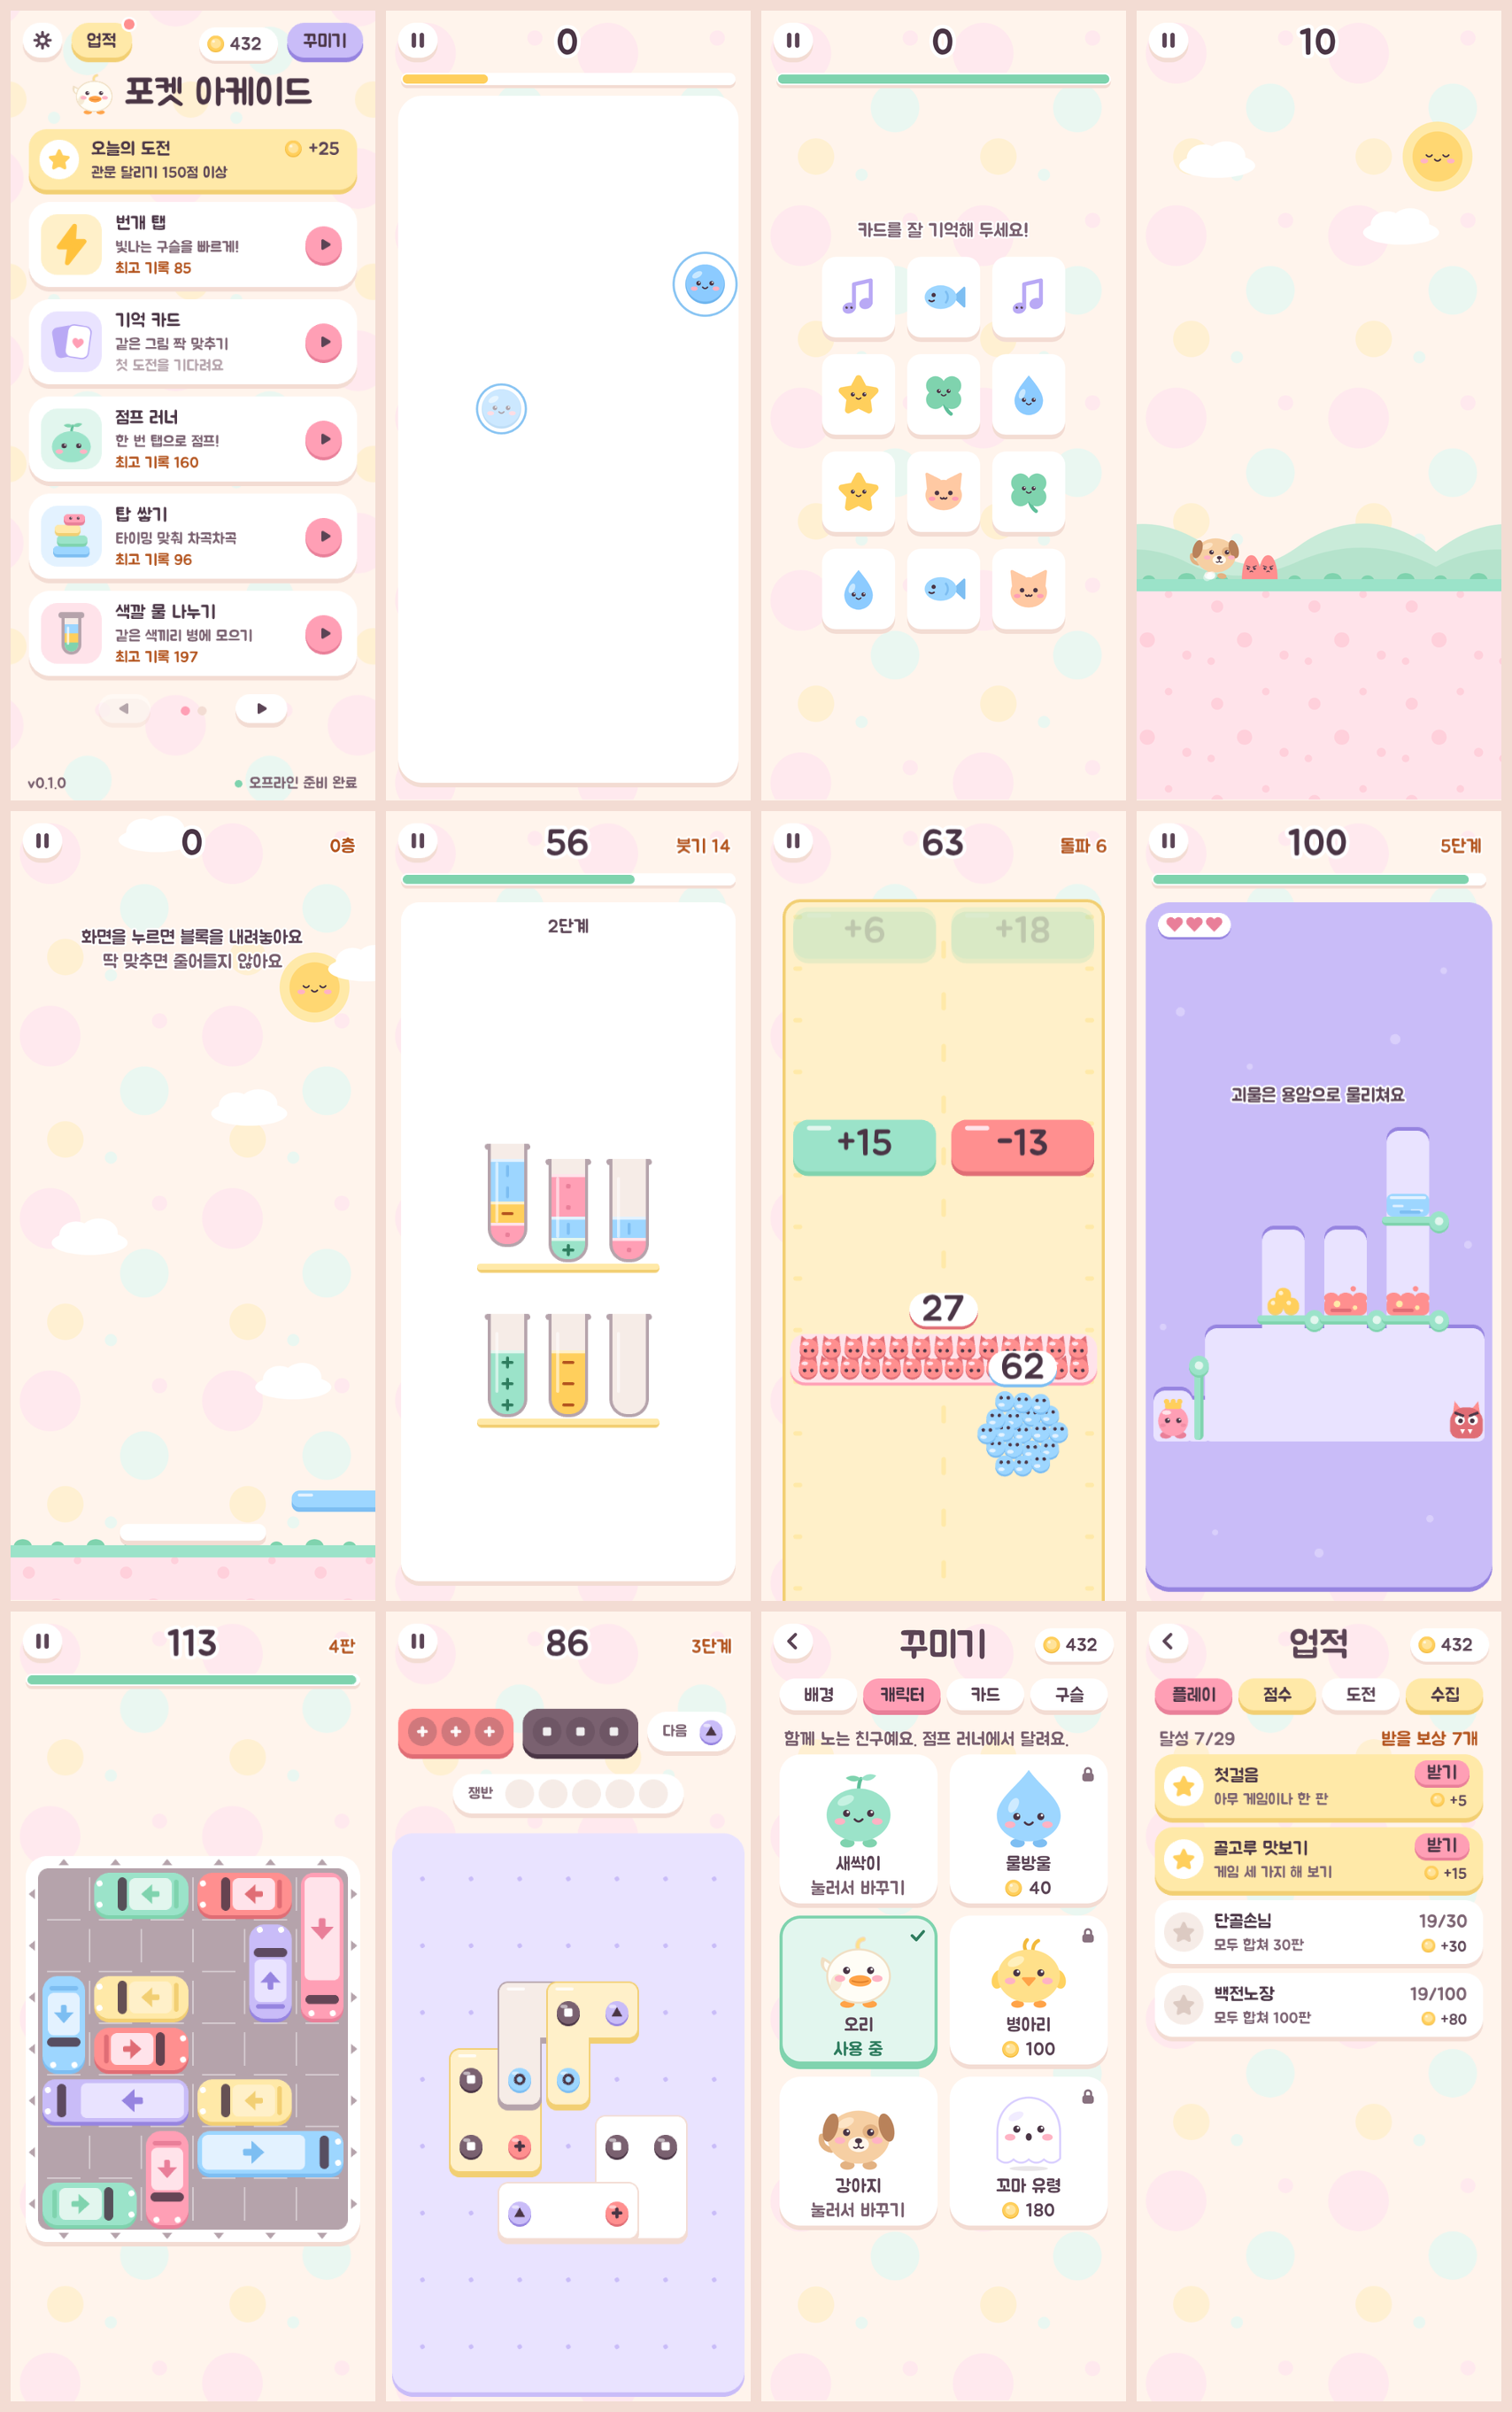 업적
432
꾸미기
포켓 아케이드
오늘의 도전
+25
관문 달리기 150점 이상
번개 탭
빛나는 구슬을 빠르게!
최고 기록 85
기억 카드
같은 그림 짝 맞추기
첫 도전을 기다려요
점프 러너
한 번 탭으로 점프!
최고 기록 160
탑 쌓기
타이밍 맞춰 차곡차곡
최고 기록 96
색깔 물 나누기
같은 색끼리 병에 모으기
최고 기록 197
v0.1.0
오프라인 준비 완료
0
0
카드를 잘 기억해 두세요!
10
0
0층
화면을 누르면 블록을 내려놓아요
딱 맞추면 줄어들지 않아요
56
붓기 14
2단계
63
돌파 6
+6
+18
+15
-13
27
62
100
5단계
괴물은 용암으로 물리쳐요
113
4판
86
3단계
다음
쟁반
꾸미기
432
배경
캐릭터
카드
구슬
함께 노는 친구예요. 점프 러너에서 달려요.
새싹이
눌러서 바꾸기
물방울
40
오리
사용 중
병아리
100
강아지
눌러서 바꾸기
꼬마 유령
180
업적
432
플레이
점수
도전
수집
달성 7/29
받을 보상 7개
첫걸음
받기
아무 게임이나 한 판
+5
골고루 맛보기
받기
게임 세 가지 해 보기
+15
단골손님
19/30
모두 합쳐 30판
+30
백전노장
19/100
모두 합쳐 100판
+80